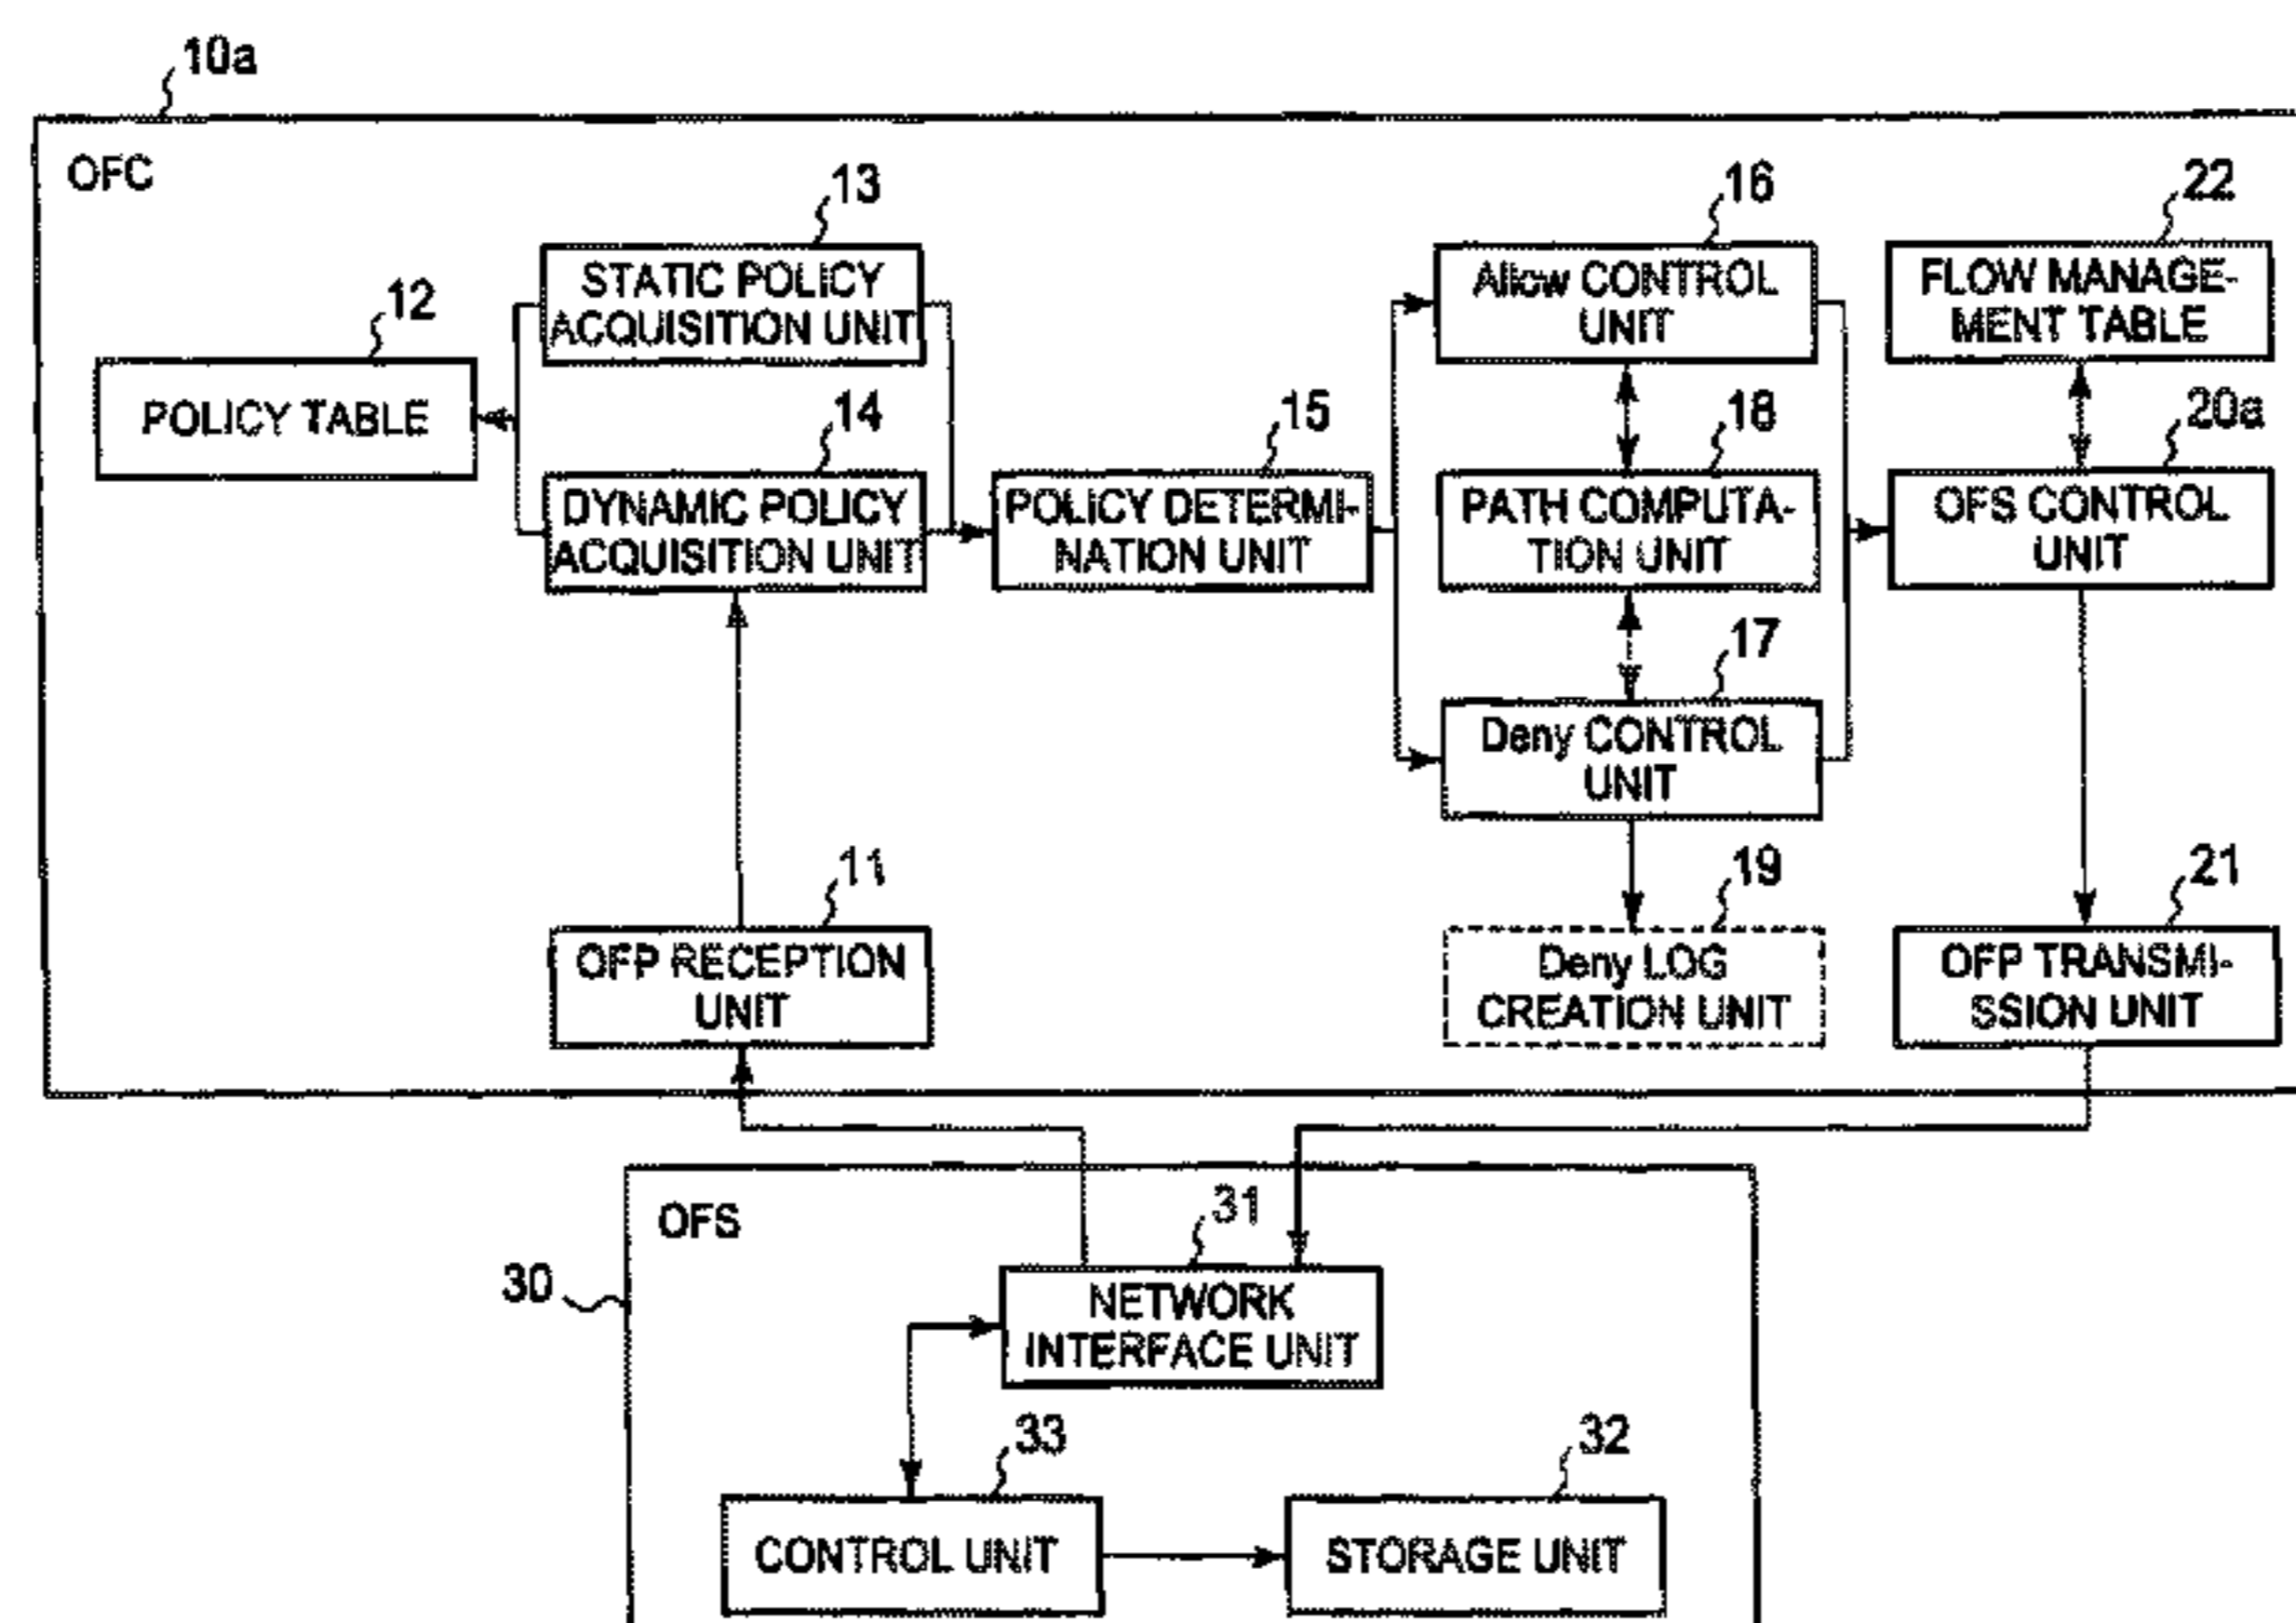 10a
OFC
13
16
22
STATIC POLICY
ACQUISITION UNIT
Allow CONTROL
UNIT
FLOW MANAGE-
MENT TABLE
12
POLICY TABLE
14
15
18
20a
DYNAMIC POLICY
ACQUISITION UNIT
POLICY DETERMI-
NATION UNIT
PATH COMPUTA-
TION UNIT
OFS CONTROL
UNIT
17
Deny CONTROL
UNIT
11
19
21
OFP RECEPTION
UNIT
Deny LOG
CREATION UNIT
OFP TRANSMI-
SSION UNIT
OFS
31
30
NETWORK
INTERFACE UNIT
33
32
CONTROL UNIT
STORAGE UNIT